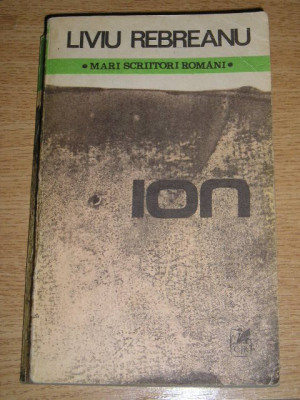 LIVIU REBREANU
• MARI SCRIITORI ROMÂNI •
ION